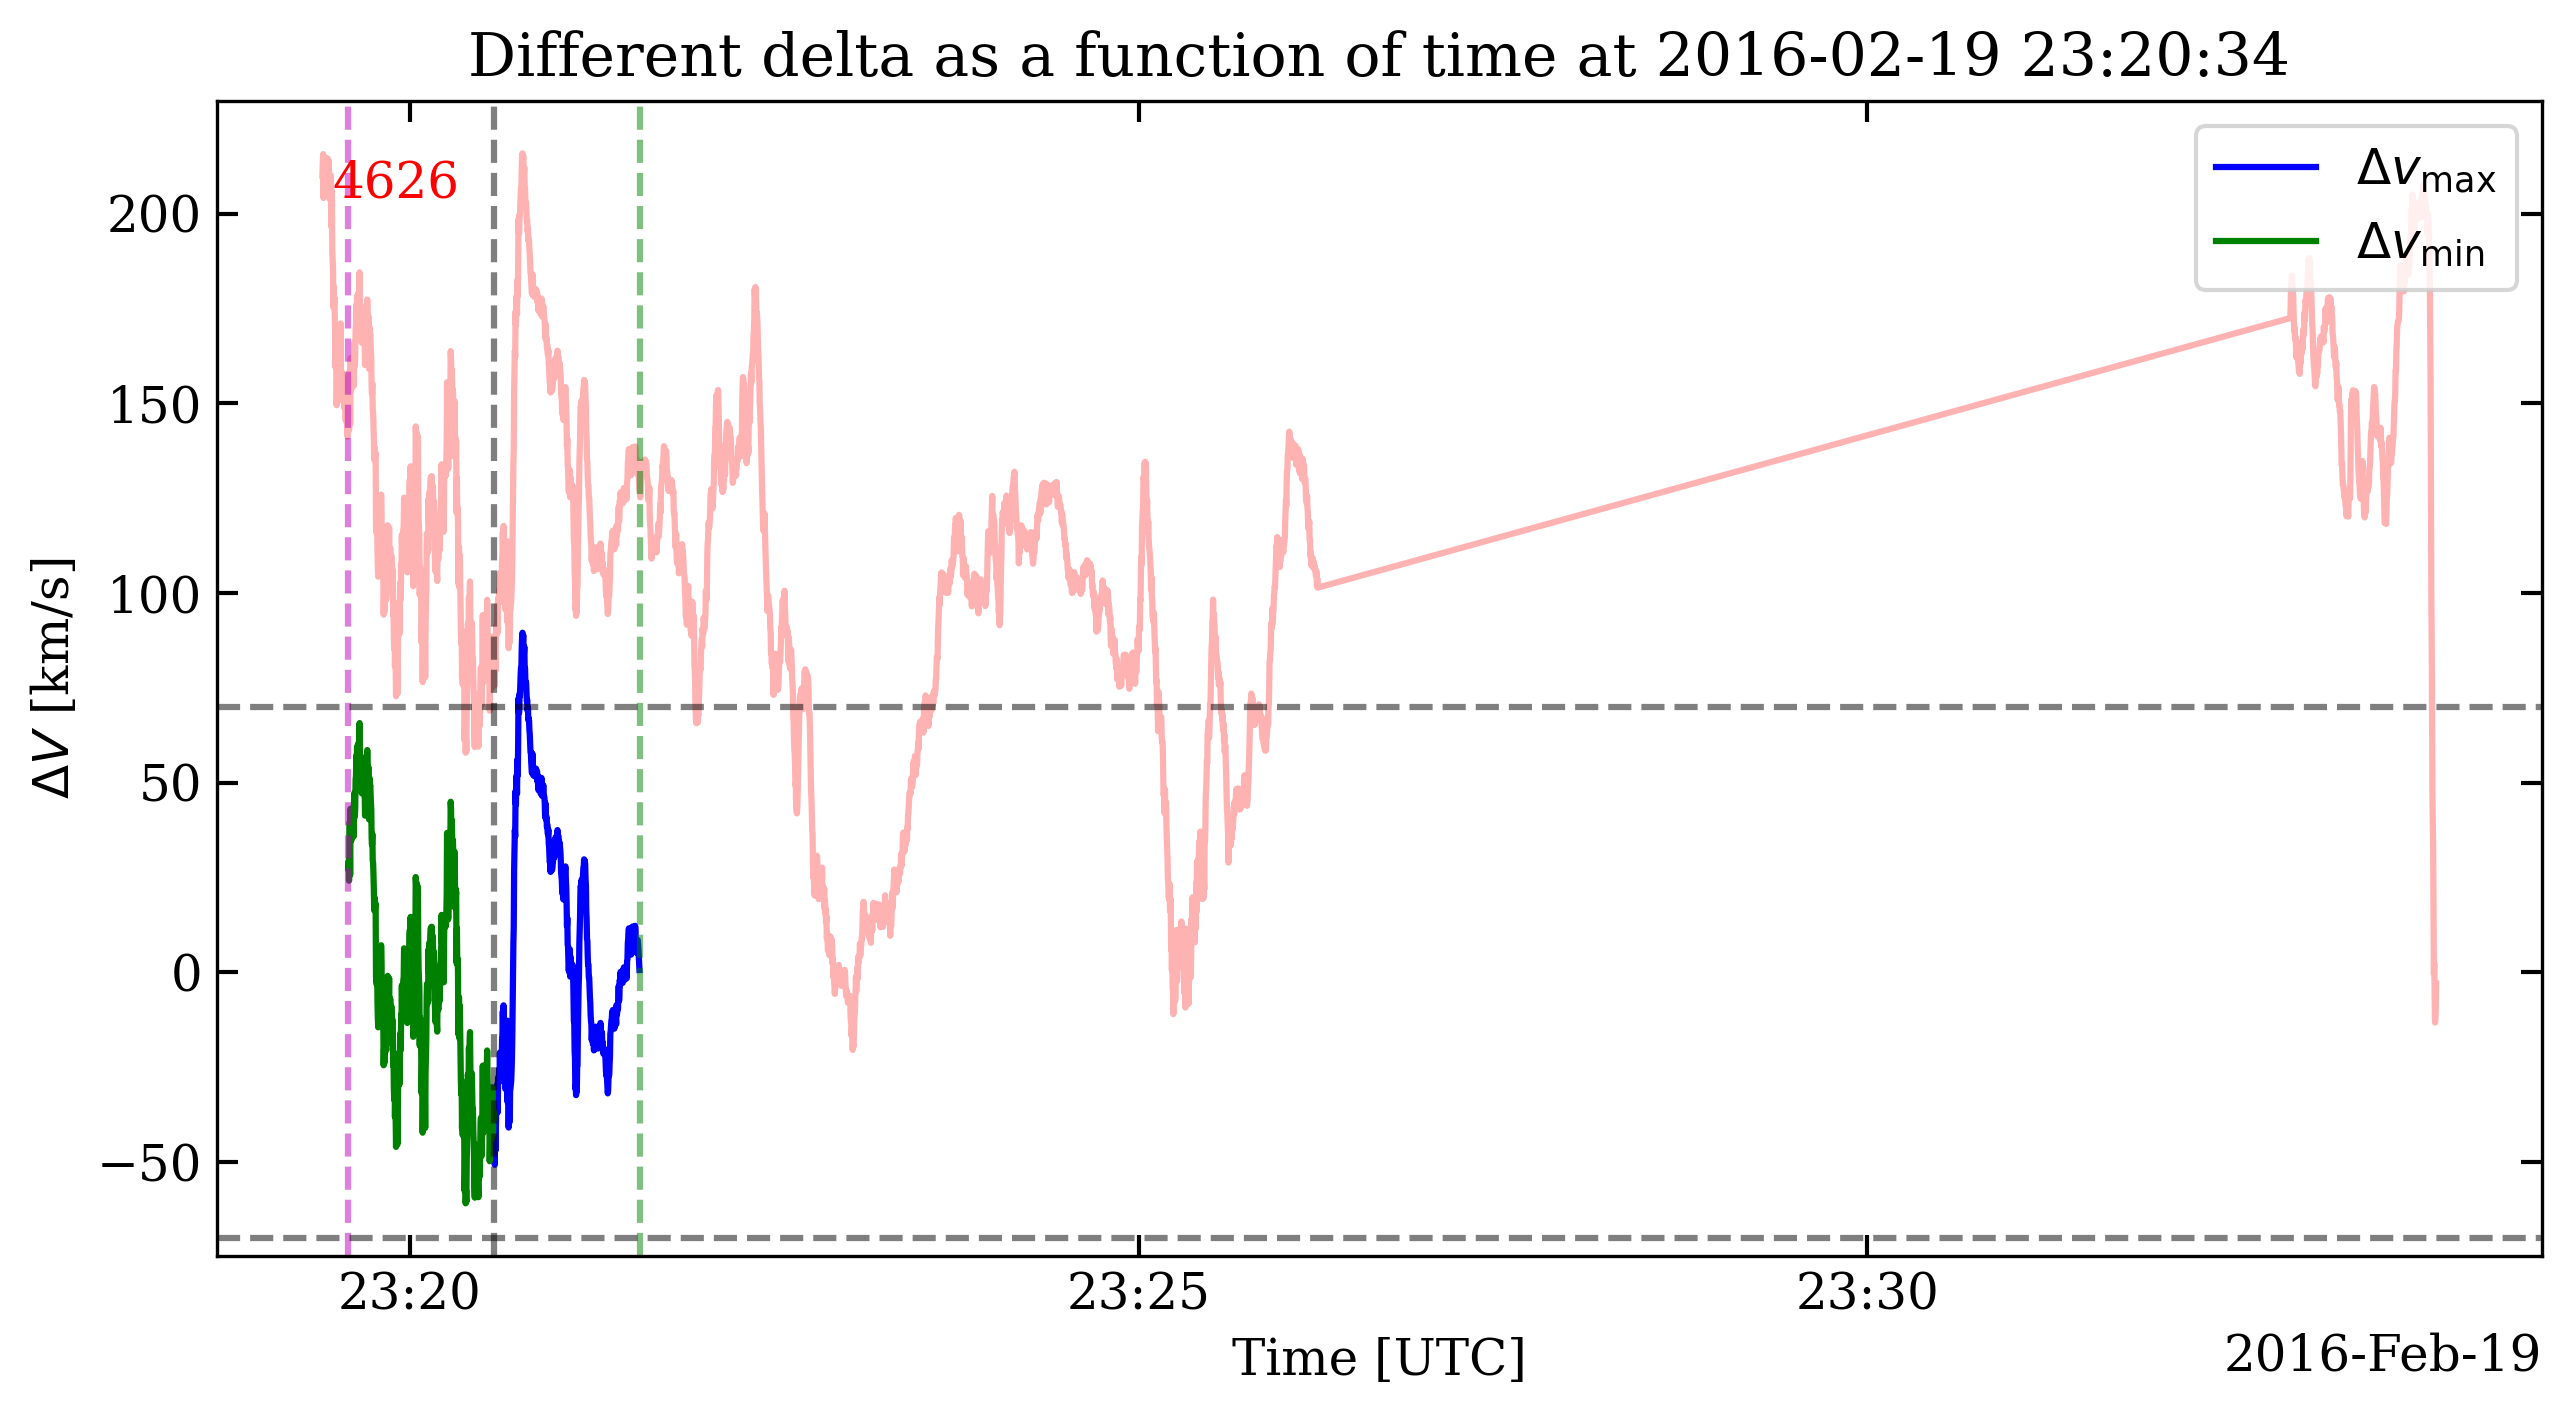 Different delta as a function of time at 2016-02-19 23:20:34
4626
Δv_max
Δv_min
200
150
100
50
0
−50
ΔV [km/s]
23:20
23:25
23:30
Time [UTC]
2016-Feb-19